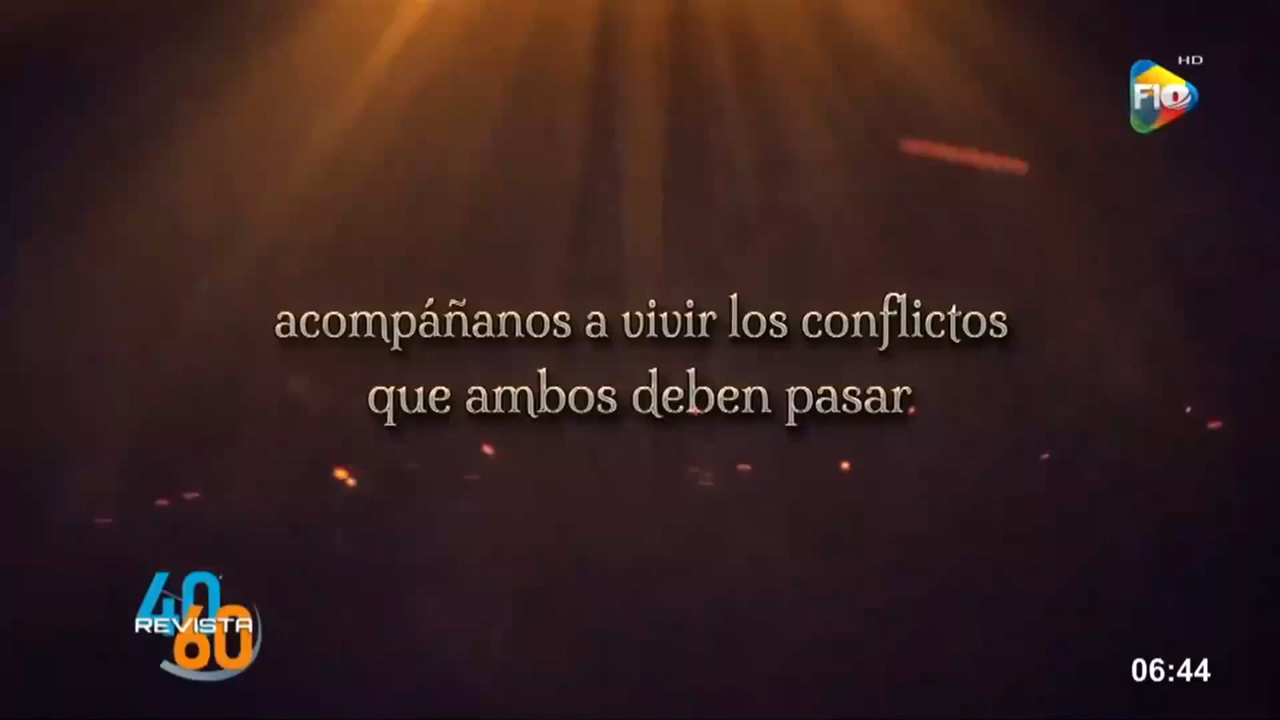 HD
F10
acompáñanos a vivir los conflictos
que ambos deben pasar
40
REVISTA
60
06:44